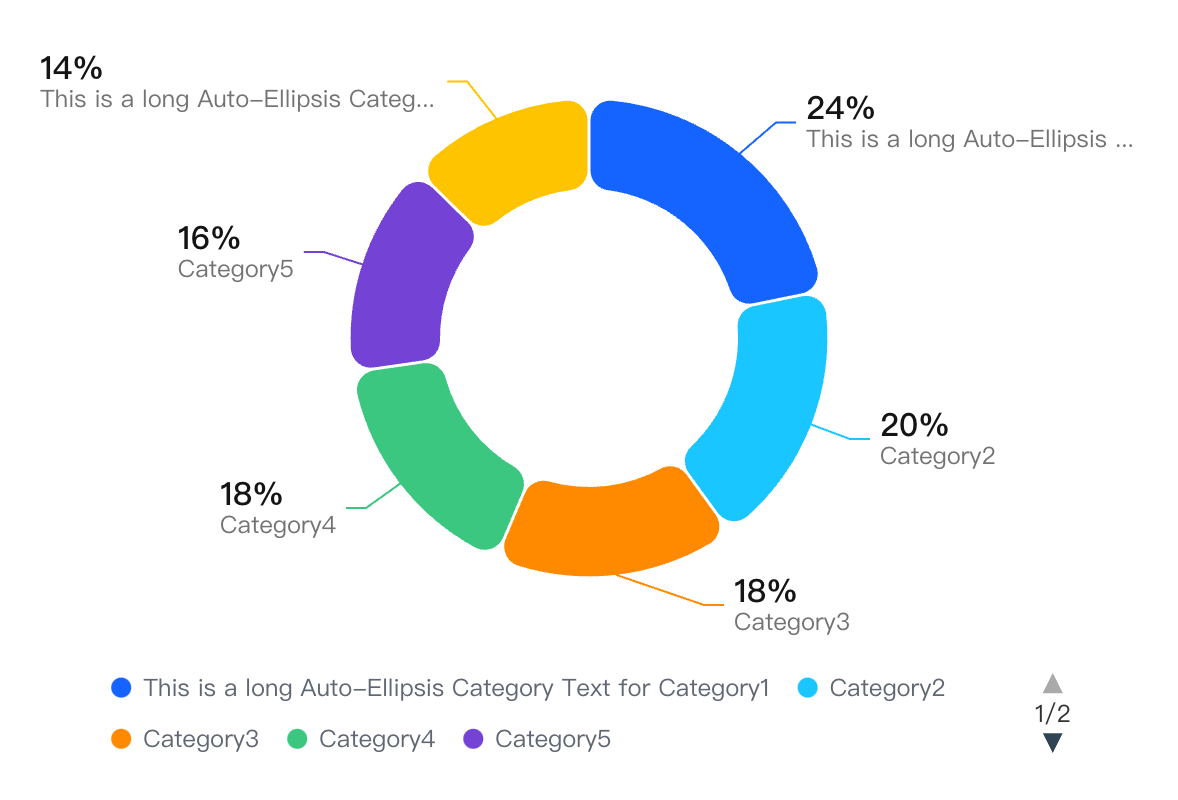 14%
This is a long Auto–Ellipsis Categ...
24%
This is a long Auto–Ellipsis ...
16%
Category5
20%
Category2
18%
Category4
18%
Category3
This is a long Auto–Ellipsis Category Text for Category1
Category2
1/2
Category3
Category4
Category5